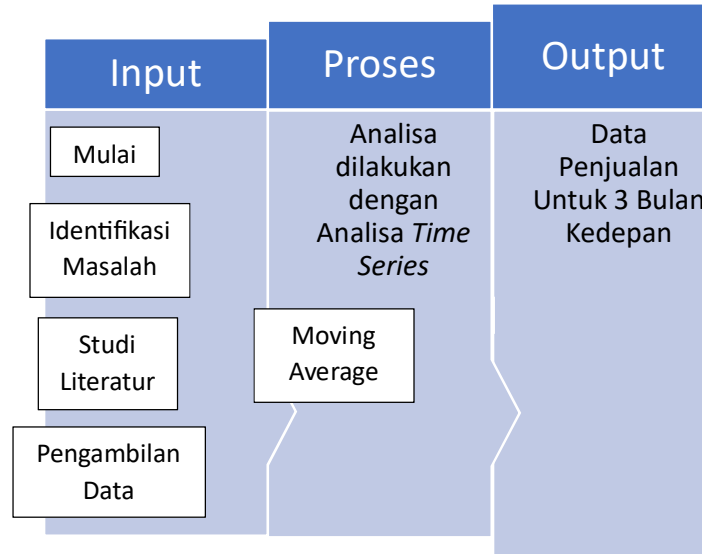 Input
Mulai
Identifikasi
Masalah
Studi
Literatur
Pengambilan
Data
Proses
Analisa
dilakukan
dengan
Analisa Time
Series
Moving
Average
Output
Data
Penjualan
Untuk 3 Bulan
Kedepan